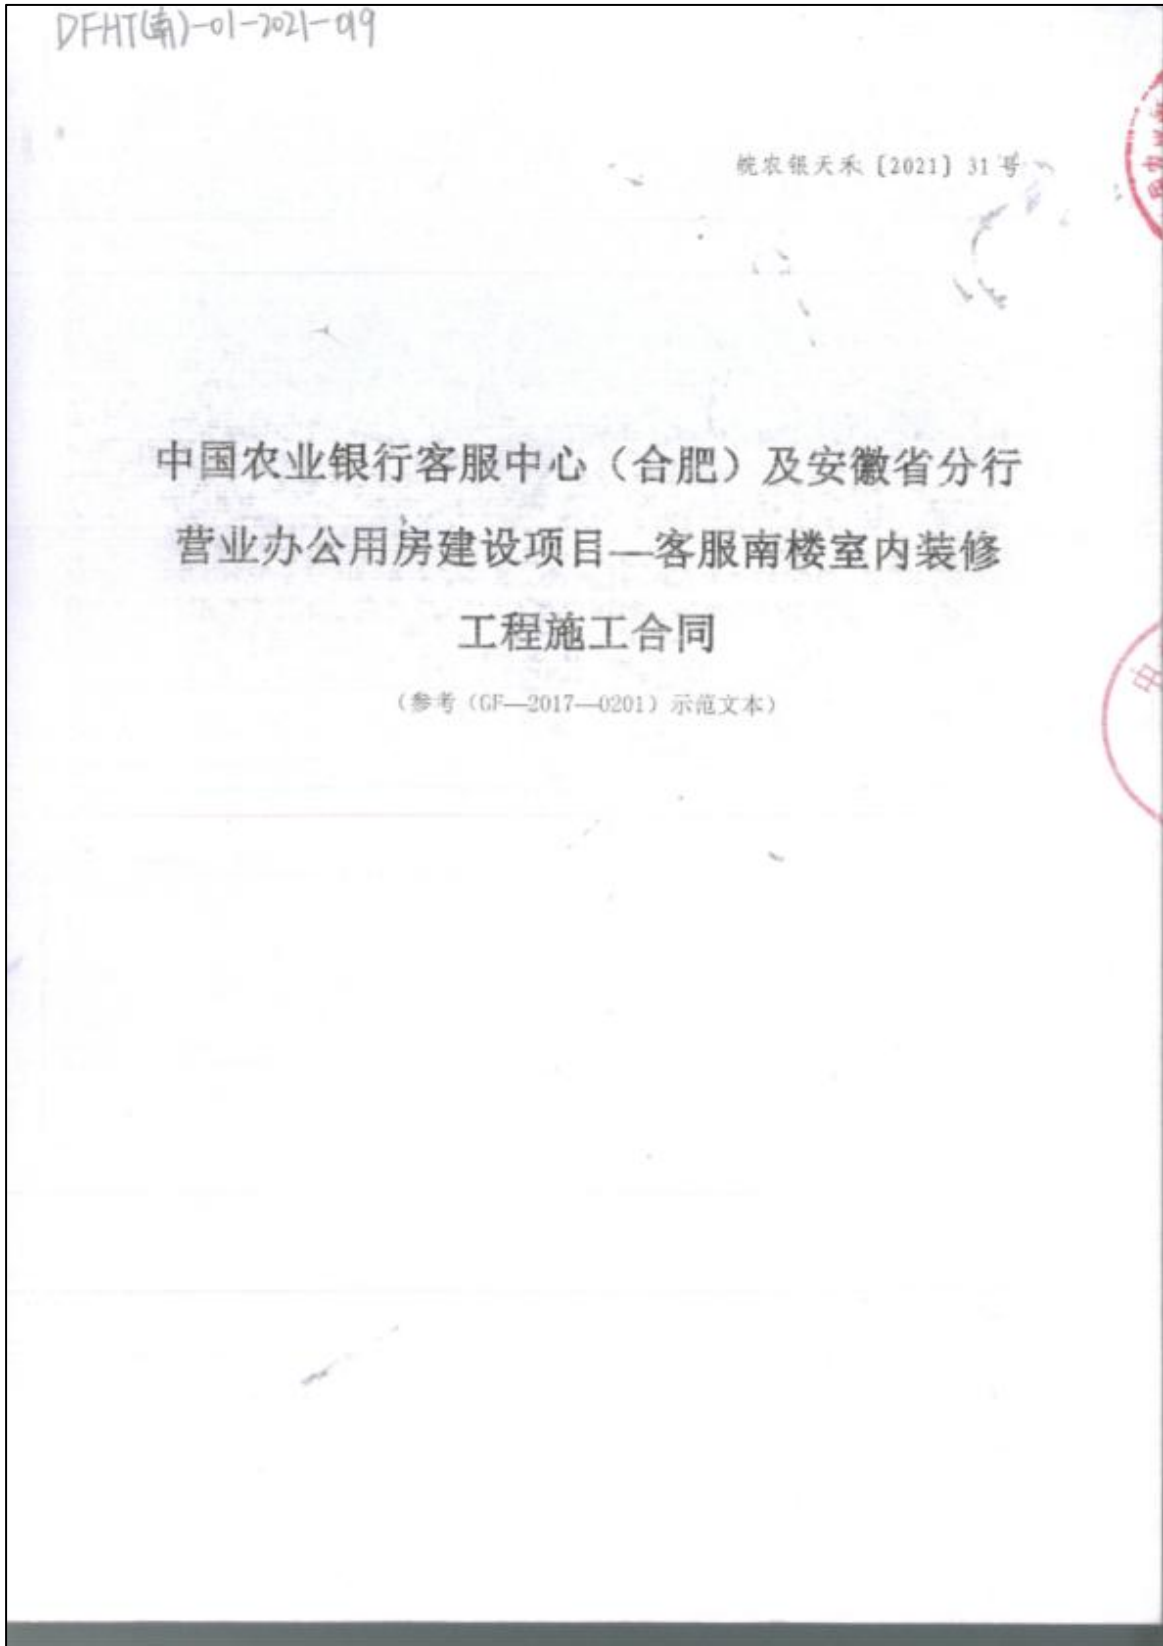 DFHT(南)-01-2021-019
皖农银天禾〔2021〕31号
中国农业银行客服中心（合肥）及安徽省分行
营业办公用房建设项目—客服南楼室内装修
工程施工合同
（参考（GF—2017—0201）示范文本）
中